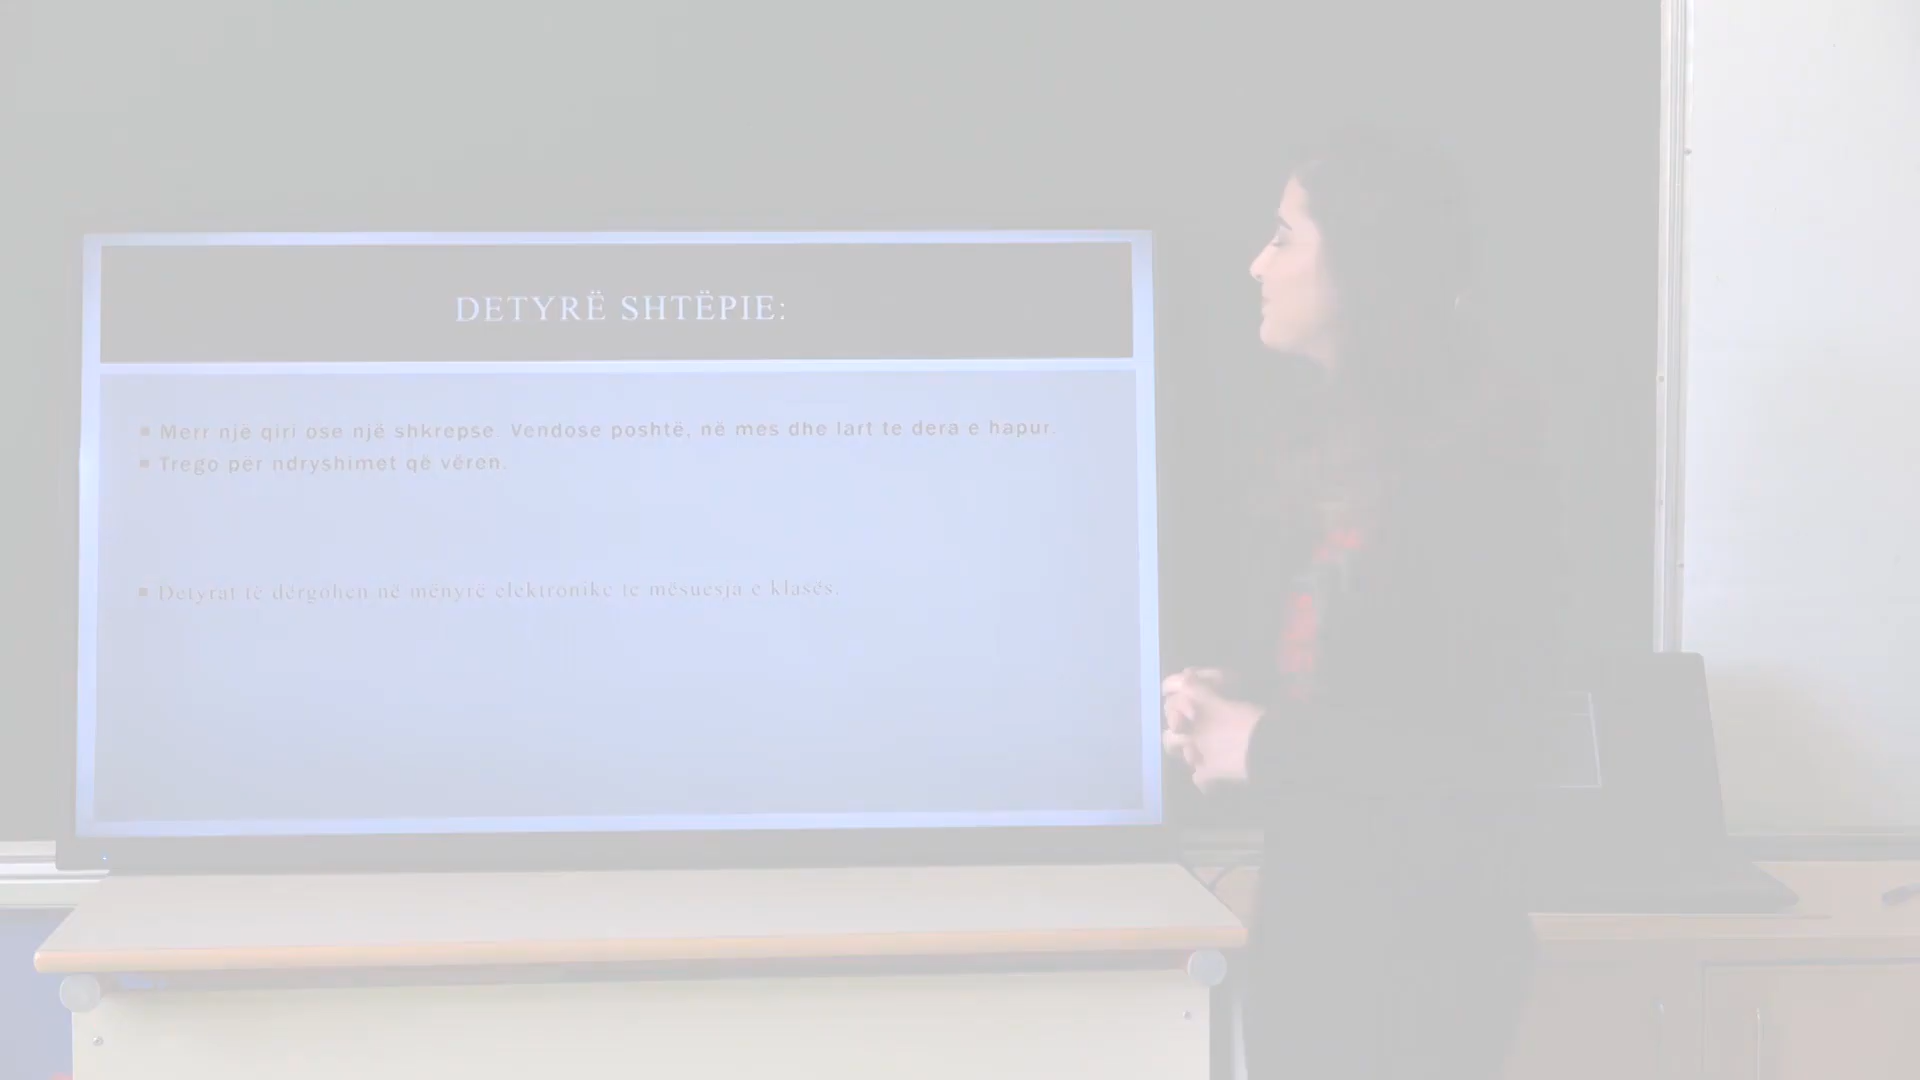 DETYRË SHTËPIE:
Merr një qiri ose një shkrepse. Vendose poshtë, në mes dhe lart te dera e hapur.
Trego për ndryshimet që vëren.
Detyrat të dërgohen në mënyrë elektronike te mësuesja e klasës.